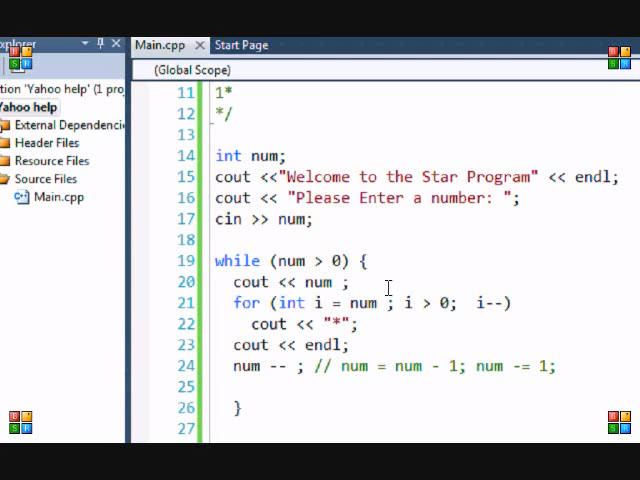 xplorer
Main.cpp
Start Page
(Global Scope)
tion 'Yahoo help' (1 proj
Yahoo help
External Dependenci
Header Files
Resource Files
Source Files
Main.cpp
11 1*
12 */
13
14 int num;
15 cout <<"Welcome to the Star Program" << endl;
16 cout << "Please Enter a number: ";
17 cin >> num;
18
19 while (num > 0) {
20 cout << num ;
21 for (int i = num ; i > 0; i--)
22 cout << "*";
23 cout << endl;
24 num -- ; // num = num - 1; num -= 1;
25
26 }
27